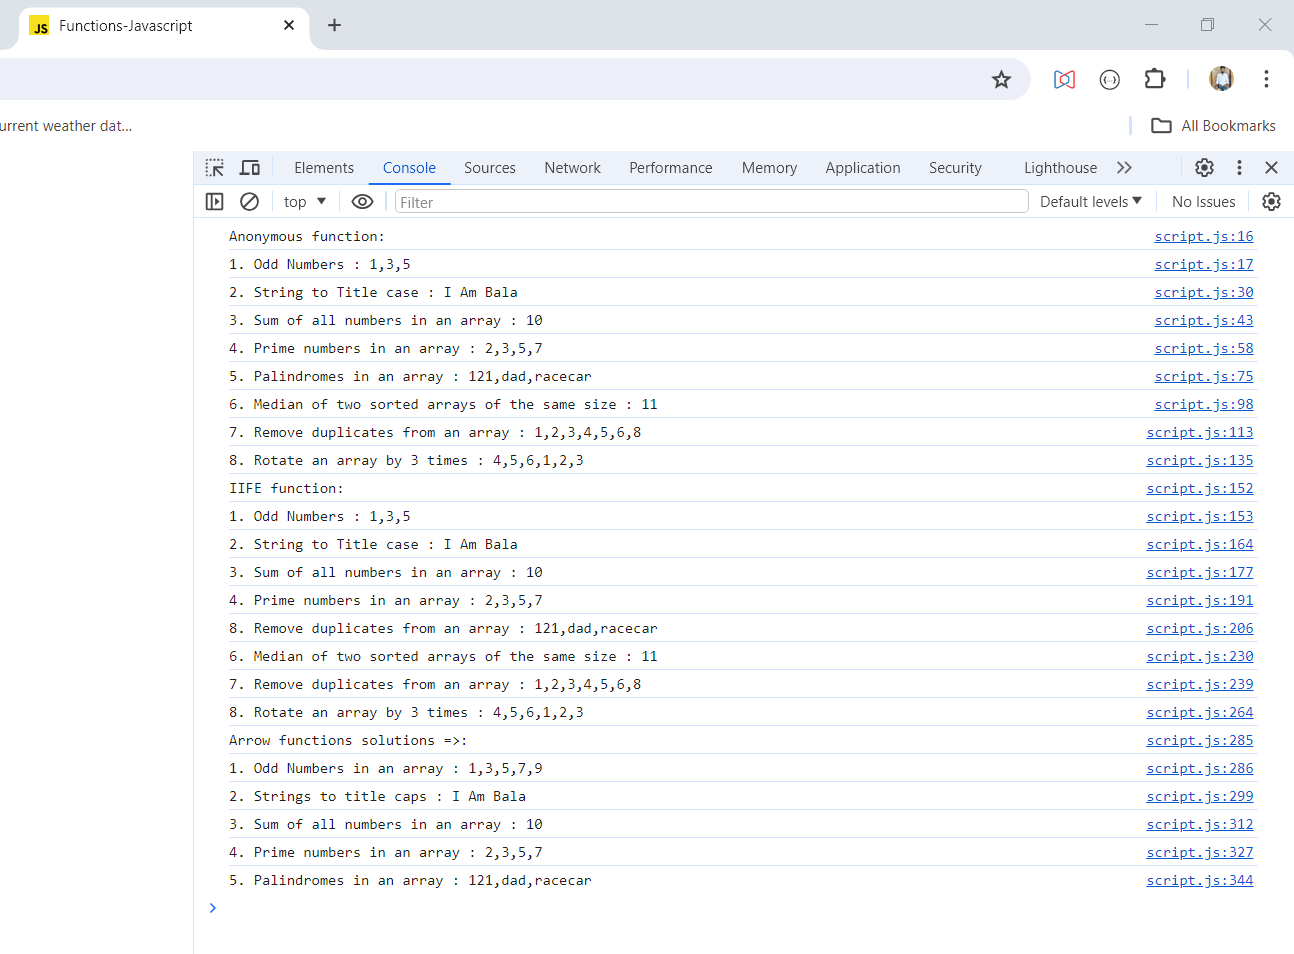 JS Functions-Javascript
urrent weather dat...
All Bookmarks
Elements Console Sources Network Performance Memory Application Security Lighthouse
top Filter Default levels No Issues
Anonymous function: script.js:16
1. Odd Numbers : 1,3,5 script.js:17
2. String to Title case : I Am Bala script.js:30
3. Sum of all numbers in an array : 10 script.js:43
4. Prime numbers in an array : 2,3,5,7 script.js:58
5. Palindromes in an array : 121,dad,racecar script.js:75
6. Median of two sorted arrays of the same size : 11 script.js:98
7. Remove duplicates from an array : 1,2,3,4,5,6,8 script.js:113
8. Rotate an array by 3 times : 4,5,6,1,2,3 script.js:135
IIFE function: script.js:152
1. Odd Numbers : 1,3,5 script.js:153
2. String to Title case : I Am Bala script.js:164
3. Sum of all numbers in an array : 10 script.js:177
4. Prime numbers in an array : 2,3,5,7 script.js:191
8. Remove duplicates from an array : 121,dad,racecar script.js:206
6. Median of two sorted arrays of the same size : 11 script.js:230
7. Remove duplicates from an array : 1,2,3,4,5,6,8 script.js:239
8. Rotate an array by 3 times : 4,5,6,1,2,3 script.js:264
Arrow functions solutions =>: script.js:285
1. Odd Numbers in an array : 1,3,5,7,9 script.js:286
2. Strings to title caps : I Am Bala script.js:299
3. Sum of all numbers in an array : 10 script.js:312
4. Prime numbers in an array : 2,3,5,7 script.js:327
5. Palindromes in an array : 121,dad,racecar script.js:344